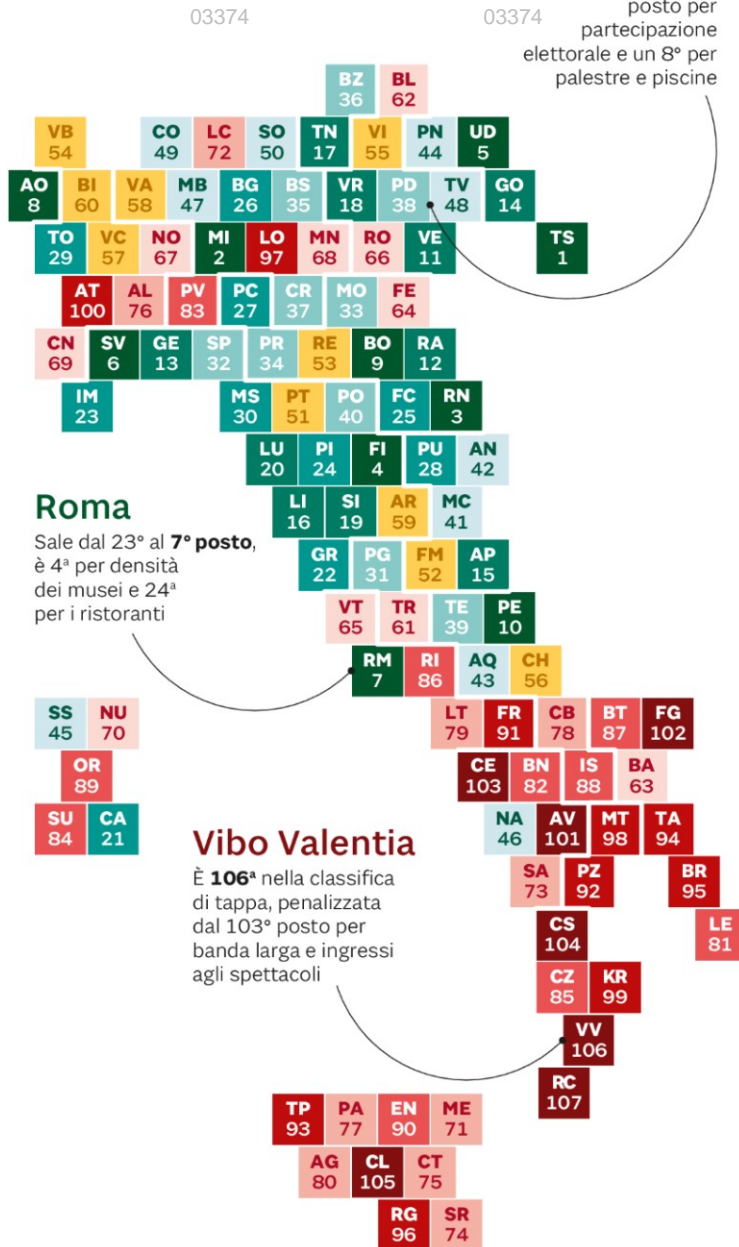 03374 03374
posto per
partecipazione
elettorale e un 8° per
palestre e piscine
BZ BL
36 62
VB CO LC SO TN VI PN UD
54 49 72 50 17 55 44 5
AO BI VA MB BG BS VR PD TV GO
8 60 58 47 26 35 18 38 48 14
TO VC NO MI LO MN RO VE TS
29 57 67 2 97 68 66 11 1
AT AL PV PC CR MO FE
100 76 83 27 37 33 64
CN SV GE SP PR RE BO RA
69 6 13 32 34 53 9 12
IM MS PT PO FC RN
23 30 51 40 25 3
LU PI FI PU AN
20 24 4 28 42
LI SI AR MC
16 19 59 41
Roma
Sale dal 23° al 7° posto,
è 4ª per densità
dei musei e 24ª
per i ristoranti
GR PG FM AP
22 31 52 15
VT TR TE PE
65 61 39 10
RM RI AQ CH
7 86 43 56
SS NU LT FR CB BT FG
45 70 79 91 78 87 102
OR CE BN IS BA
89 103 82 88 63
SU CA NA AV MT TA
84 21 46 101 98 94
Vibo Valentia
È 106ª nella classifica
di tappa, penalizzata
dal 103° posto per
banda larga e ingressi
agli spettacoli
SA PZ BR
73 92 95
CS LE
104 81
CZ KR
85 99
VV
106
RC
107
TP PA EN ME
93 77 90 71
AG CL CT
80 105 75
RG SR
96 74